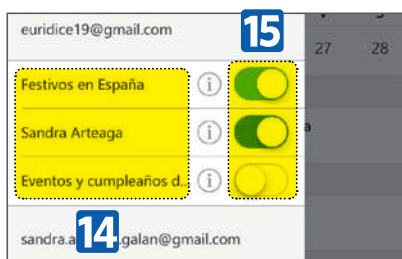 euridice19@gmail.com
15
27 28
Festivos en España
Sandra Arteaga
a
Eventos y cumpleaños d..
14
sandra.a .galan@gmail.com